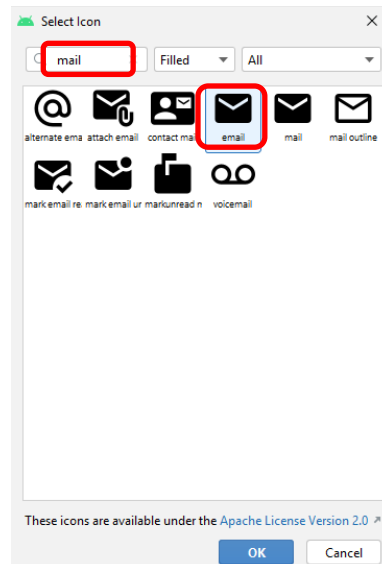 Select Icon
mail
Filled
All
alternate ema attach email contact mai email mail mail outline
mark email re mark email ur markunread n voicemail
These icons are available under the Apache License Version 2.0
OK
Cancel